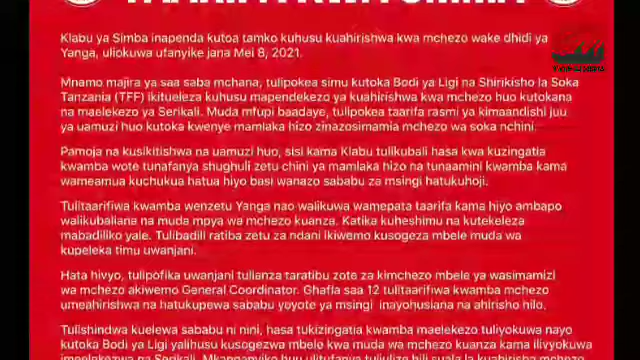 TAARIFA KWA UMMA
Klabu ya Simba inapenda kutoa tamko kuhusu kuahirishwa kwa mchezo wake dhidi ya
Yanga, uliokuwa ufanyike jana Mei 8, 2021.
Mnamo majira ya saa saba mchana, tulipokea simu kutoka Bodi ya Ligi na Shirikisho la Soka
Tanzania (TFF) ikitueleza kuhusu mapendekezo ya kuahirishwa kwa mchezo huo kutokana
na maelekezo ya Serikali. Muda mfupi baadaye, tulipokea taarifa rasmi ya kimaandishi juu
ya uamuzi huo kutoka kwenye mamlaka hizo zinazosimamia mchezo wa soka nchini.
Pamoja na kusikitishwa na uamuzi huo, sisi kama Klabu tulikubali hasa kwa kuzingatia
kwamba wote tunafanya shughuli zetu chini ya mamlaka hizo na tunaamini kwamba kama
wameamua kuchukua hatua hiyo basi wanazo sababu za msingi hatukuhoji.
Tulitaarifiwa kwamba wenzetu Yanga nao walikuwa wamepata taarifa kama hiyo ambapo
walikubaliana na muda mpya wa mchezo kuanza. Katika kuheshimu na kutekeleza
mabadiliko yale. Tulibadili ratiba zetu za ndani ikiwemo kusogeza mbele muda wa
kupeleka timu uwanjani.
Hata hivyo, tulipofika uwanjani tulianza taratibu zote za kimchezo mbele ya wasimamizi
wa mchezo akiwemo General Coordinator. Ghafla saa 12 tulitaarifiwa kwamba mchezo
umeahirishwa na hatukupewa sababu yoyote ya msingi inayohusiana na ahirisho hilo.
Tulishindwa kuelewa sababu ni nini, hasa tukizingatia kwamba maelekezo tuliyokuwa nayo
kutoka Bodi ya Ligi yalihusu kusogezwa mbele kwa muda wa mchezo kuanza kama ilivyokuwa